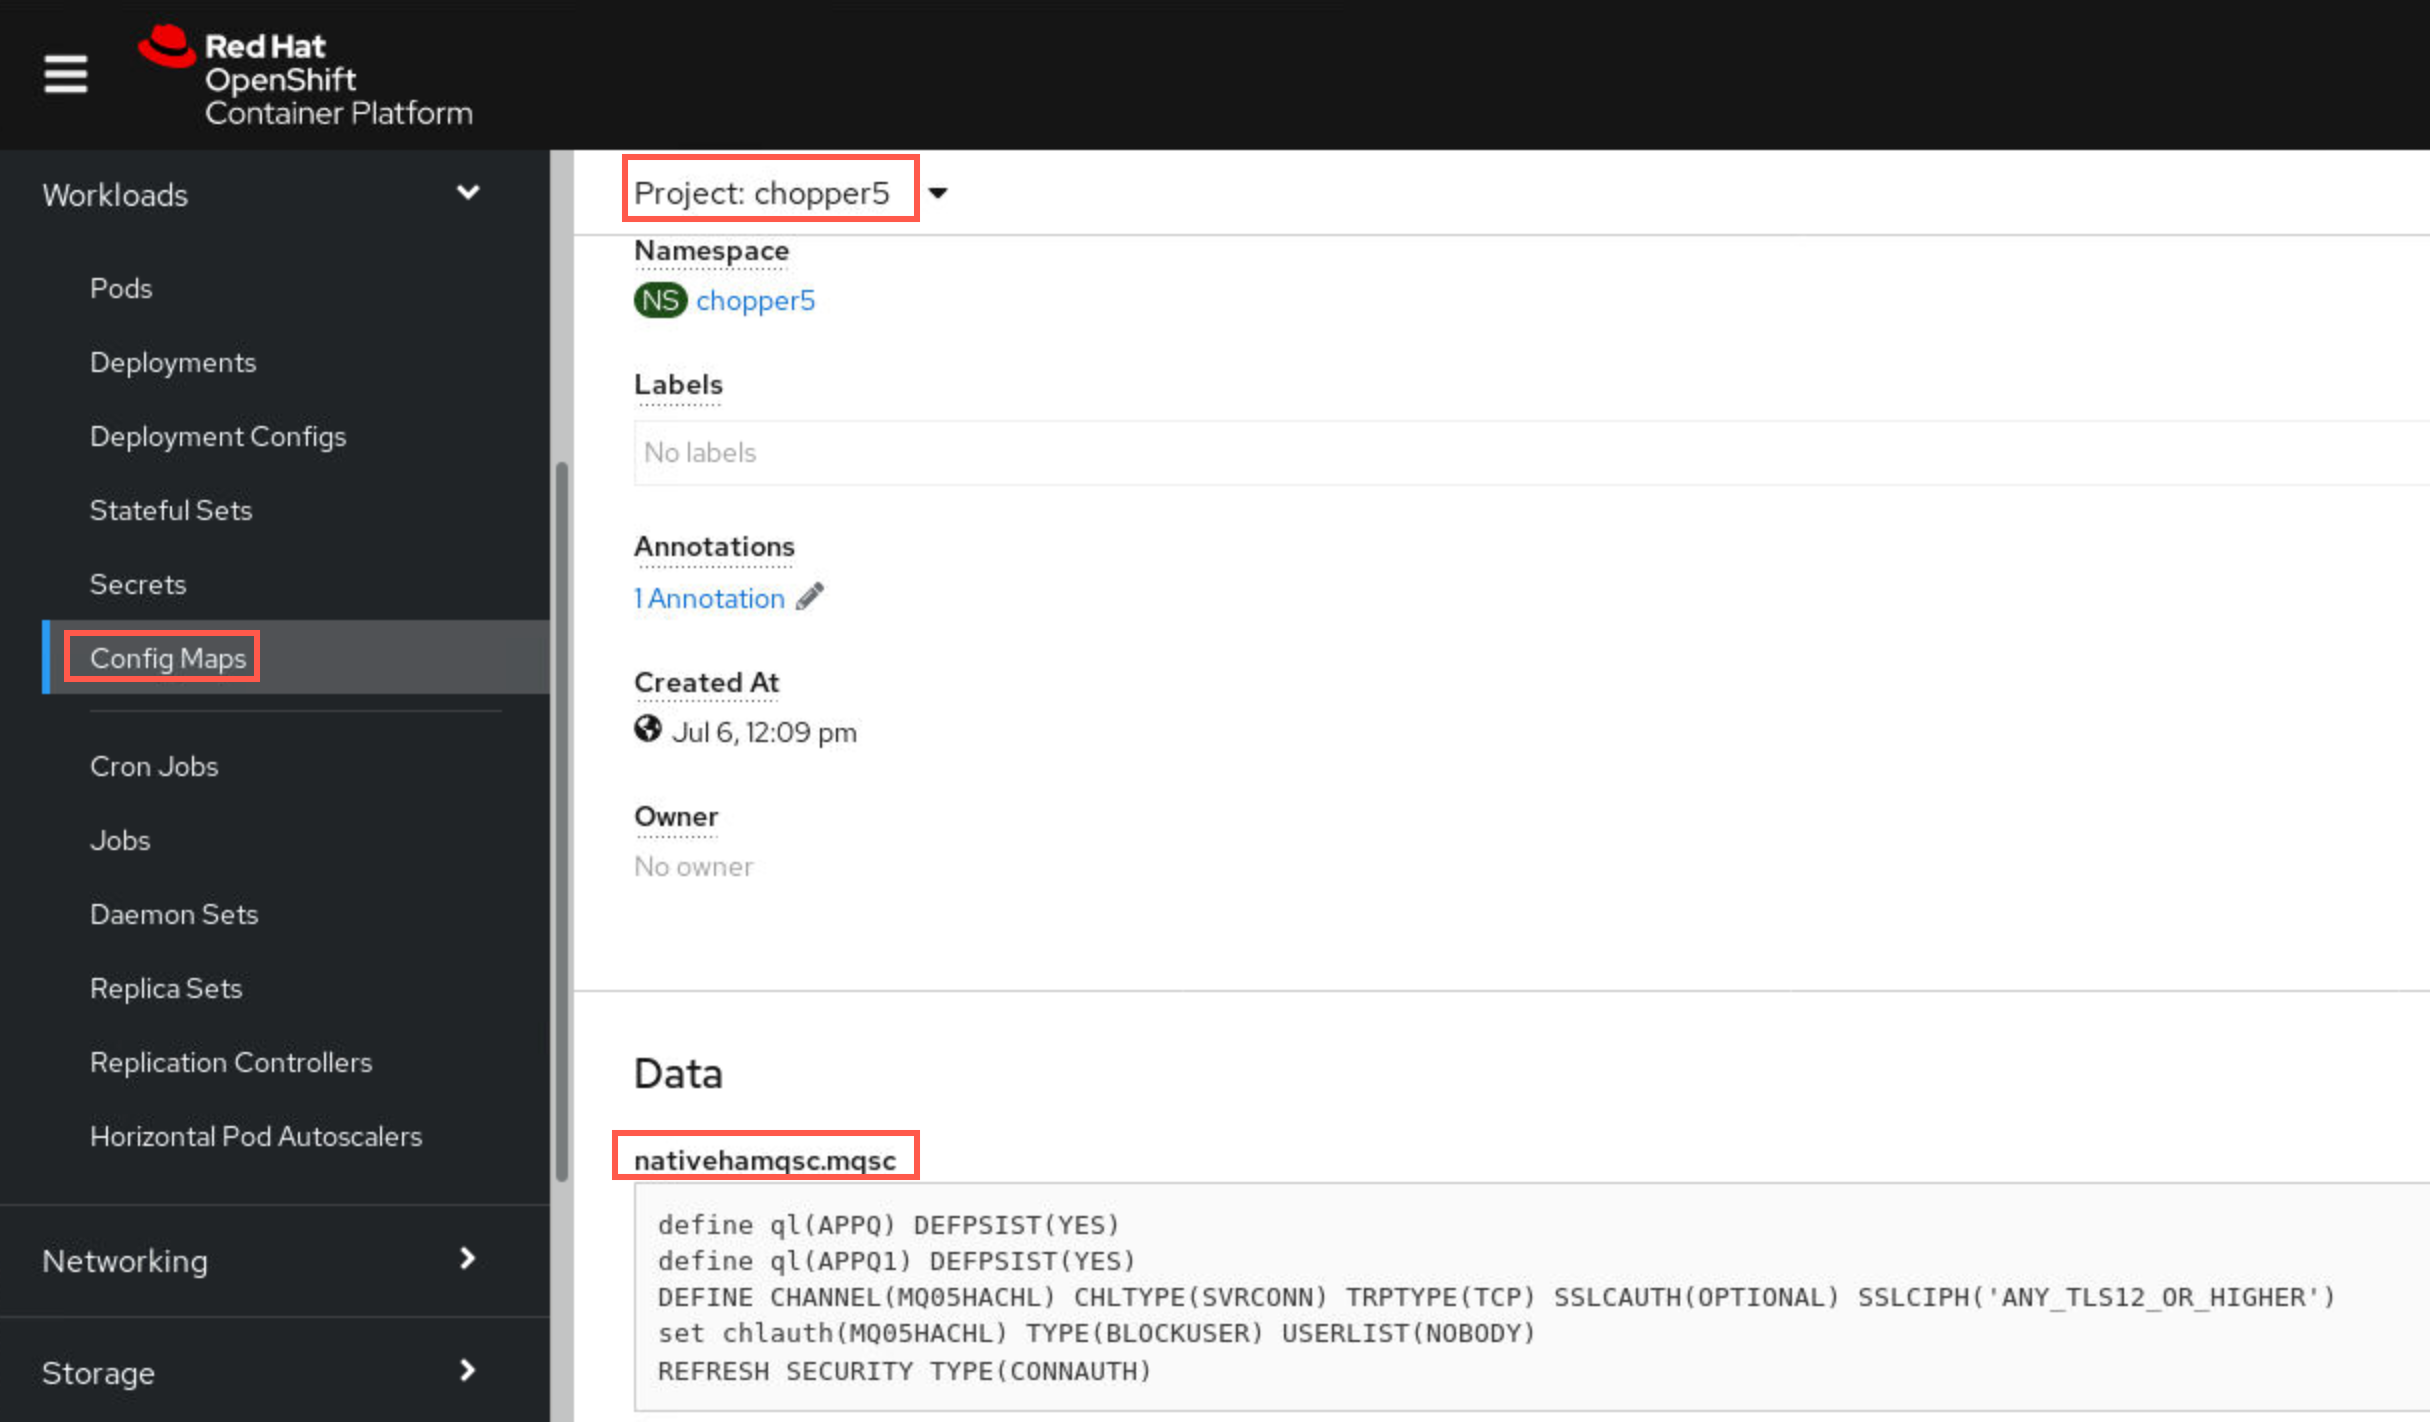 Red Hat
OpenShift
Container Platform
Workloads
Pods
Deployments
Deployment Configs
Stateful Sets
Secrets
Config Maps
Cron Jobs
Jobs
Daemon Sets
Replica Sets
Replication Controllers
Horizontal Pod Autoscalers
Networking
Storage
Project: chopper5
Namespace
NS chopper5
Labels
No labels
Annotations
1 Annotation
Created At
Jul 6, 12:09 pm
Owner
No owner
Data
nativehamqsc.mqsc
define ql(APPQ) DEFPSIST(YES)
define ql(APPQ1) DEFPSIST(YES)
DEFINE CHANNEL(MQ05HACHL) CHLTYPE(SVRCONN) TRPTYPE(TCP) SSLCAUTH(OPTIONAL) SSLCIPH('ANY_TLS12_OR_HIGHER')
set chlauth(MQ05HACHL) TYPE(BLOCKUSER) USERLIST(NOBODY)
REFRESH SECURITY TYPE(CONNAUTH)